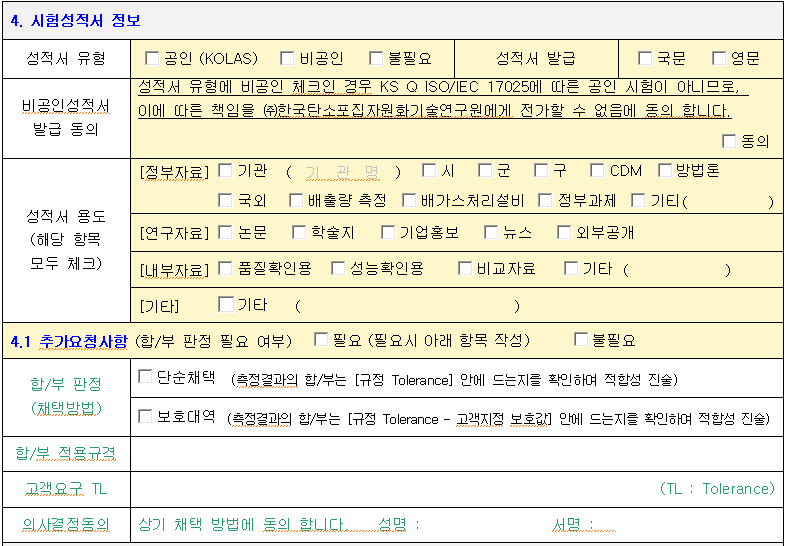 4. 시험성적서 정보
성적서 유형 □ 공인 (KOLAS) □ 비공인 □ 불필요 성적서 발급 □ 국문 □ 영문
비공인성적서
발급 동의
성적서 유형에 비공인 체크인 경우 KS Q ISO/IEC 17025에 따른 공인 시험이 아니므로,
이에 따른 책임을 ㈜한국탄소포집자원화기술연구원에게 전가할 수 없음에 동의 합니다.
□ 동의
성적서 용도
(해당 항목
모두 체크)
[정부자료] □ 기관 ( 기 관 명 ) □ 시 □ 군 □ 구 □ CDM □ 방법론
□ 국외 □ 배출량 측정 □ 배가스처리설비 □ 정부과제 □ 기티( )
[연구자료] □ 논문 □ 학술지 □ 기업홍보 □ 뉴스 □ 외부공개
[내부자료] □ 품질확인용 □ 성능확인용 □ 비교자료 □ 기타 ( )
[기타] □ 기타 ( )
4.1 추가요청사항 (합/부 판정 필요 여부) □ 필요 (필요시 아래 항목 작성) □ 불필요
합/부 판정
(채택방법)
□ 단순채택 (측정결과의 합/부는 [규정 Tolerance] 안에 드는지를 확인하며 적합성 진술)
□ 보호대역 (측정결과의 합/부는 [규정 Tolerance - 고객지정 보호값] 안에 드는지를 확인하며 적합성 진술)
합/부 적용규격
고객요구 TL (TL : Tolerance)
의사결정동의 상기 채택 방법에 동의 합니다. 성명 : 서명 :